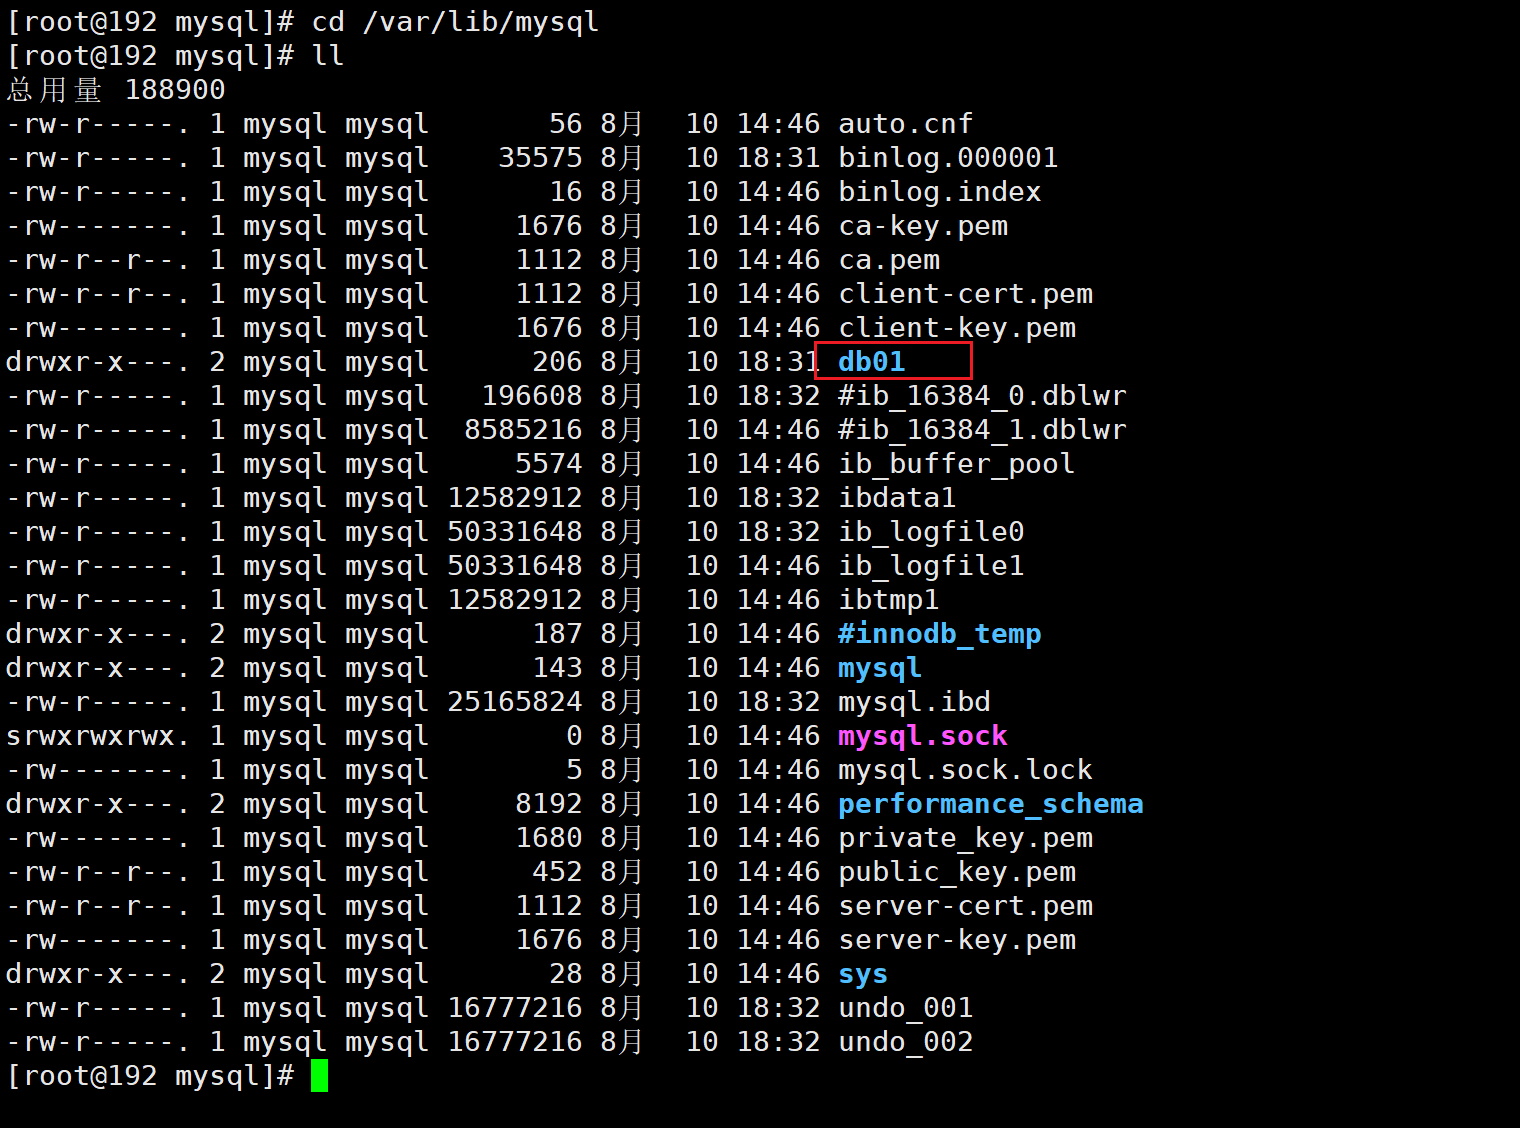 [root@192 mysql]# cd /var/lib/mysql
[root@192 mysql]# ll
总用量 188900
-rw-r-----. 1 mysql mysql       56 8月   10 14:46 auto.cnf
-rw-r-----. 1 mysql mysql    35575 8月   10 18:31 binlog.000001
-rw-r-----. 1 mysql mysql       16 8月   10 14:46 binlog.index
-rw-------. 1 mysql mysql     1676 8月   10 14:46 ca-key.pem
-rw-r--r--. 1 mysql mysql     1112 8月   10 14:46 ca.pem
-rw-r--r--. 1 mysql mysql     1112 8月   10 14:46 client-cert.pem
-rw-------. 1 mysql mysql     1676 8月   10 14:46 client-key.pem
drwxr-x---. 2 mysql mysql      206 8月   10 18:31 db01
-rw-r-----. 1 mysql mysql   196608 8月   10 18:32 #ib_16384_0.dblwr
-rw-r-----. 1 mysql mysql  8585216 8月   10 14:46 #ib_16384_1.dblwr
-rw-r-----. 1 mysql mysql     5574 8月   10 14:46 ib_buffer_pool
-rw-r-----. 1 mysql mysql 12582912 8月   10 18:32 ibdata1
-rw-r-----. 1 mysql mysql 50331648 8月   10 18:32 ib_logfile0
-rw-r-----. 1 mysql mysql 50331648 8月   10 14:46 ib_logfile1
-rw-r-----. 1 mysql mysql 12582912 8月   10 14:46 ibtmp1
drwxr-x---. 2 mysql mysql      187 8月   10 14:46 #innodb_temp
drwxr-x---. 2 mysql mysql      143 8月   10 14:46 mysql
-rw-r-----. 1 mysql mysql 25165824 8月   10 18:32 mysql.ibd
srwxrwxrwx. 1 mysql mysql        0 8月   10 14:46 mysql.sock
-rw-------. 1 mysql mysql        5 8月   10 14:46 mysql.sock.lock
drwxr-x---. 2 mysql mysql     8192 8月   10 14:46 performance_schema
-rw-------. 1 mysql mysql     1680 8月   10 14:46 private_key.pem
-rw-r--r--. 1 mysql mysql      452 8月   10 14:46 public_key.pem
-rw-r--r--. 1 mysql mysql     1112 8月   10 14:46 server-cert.pem
-rw-------. 1 mysql mysql     1676 8月   10 14:46 server-key.pem
drwxr-x---. 2 mysql mysql       28 8月   10 14:46 sys
-rw-r-----. 1 mysql mysql 16777216 8月   10 18:32 undo_001
-rw-r-----. 1 mysql mysql 16777216 8月   10 18:32 undo_002
[root@192 mysql]#